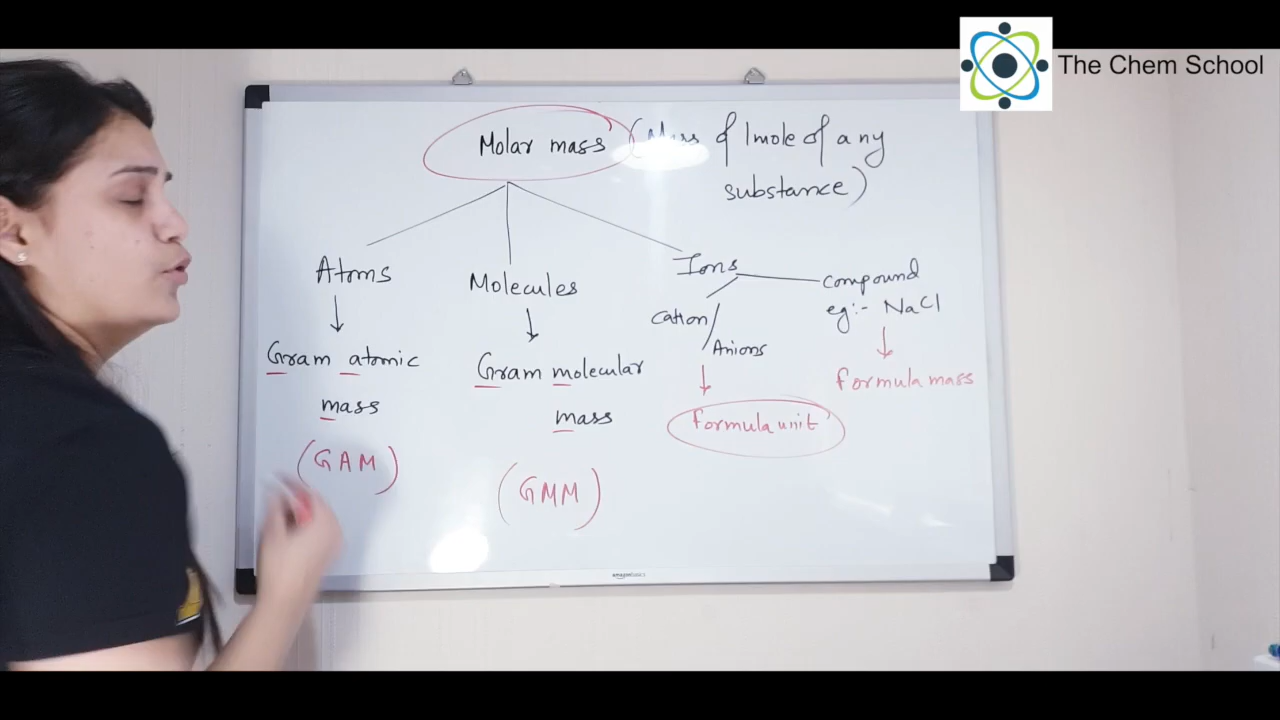 The Chem School
Molar mass (Mass of 1mole of any
substance)
Atoms
Molecules
Ions
Cation/
Anions
compound
eg:- NaCl
Gram atomic
mass
(GAM)
Gram molecular
mass
(GMM)
formula unit
formula mass
amazonbasics